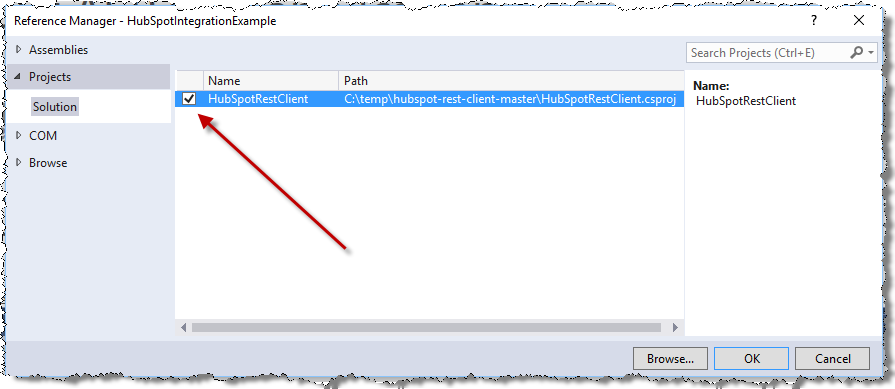 Reference Manager - HubSpotIntegrationExample
?
Assemblies
Projects
Solution
COM
Browse
Name Path
HubSpotRestClient C:\temp\hubspot-rest-client-master\HubSpotRestClient.csproj
Search Projects (Ctrl+E)
Name:
HubSpotRestClient
Browse... OK Cancel